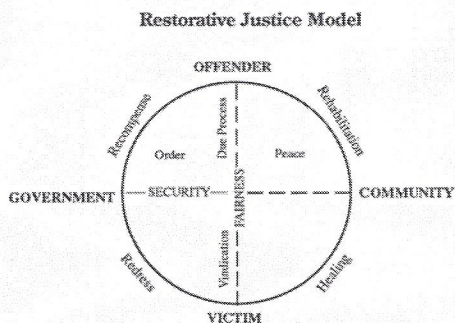 Restorative Justice Model
OFFENDER
Recompense
Rehabilitation
Due Process
Order
Peace
GOVERNMENT
SECURITY
FAIRNESS
COMMUNITY
Redress
Vindication
Healing
VICTIM